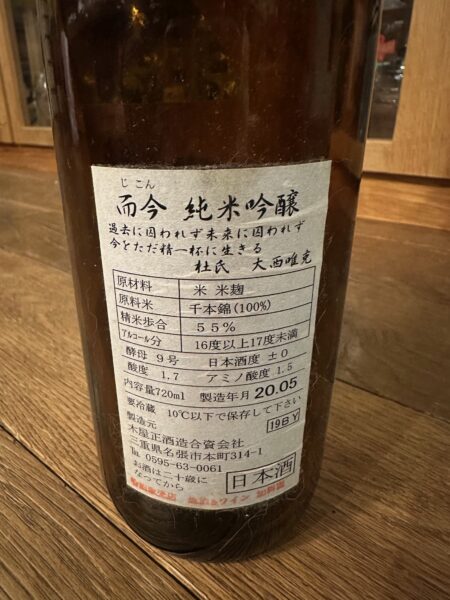 じこん
而今 純米吟醸
過去に囚われず未来に囚われず
今をただ精一杯に生きる
杜氏 大西唯克
原材料 米 米麹
原料米 千本錦(100%)
精米歩合 55%
アルコール分 16度以上17度未満
酵母 9号 日本酒度 ±0
酸度 1.7 アミノ酸度 1.5
内容量720ml 製造年月 20.05
要冷蔵 10℃以下で保存して下さい
製造元 19BY
木屋正酒造合資会社
三重県名張市本町314-1
℡ 0595-63-0061
お酒は二十歳に
なってから
日本酒